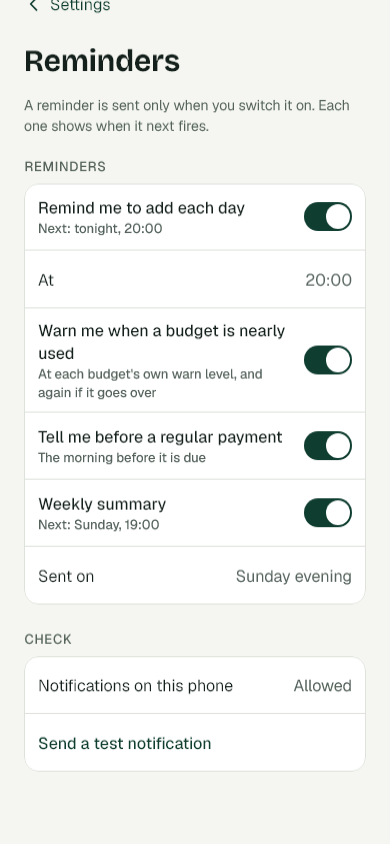 Settings
Reminders
A reminder is sent only when you switch it on. Each
one shows when it next fires.
REMINDERS
Remind me to add each day
Next: tonight, 20:00
At
20:00
Warn me when a budget is nearly
used
At each budget's own warn level, and
again if it goes over
Tell me before a regular payment
The morning before it is due
Weekly summary
Next: Sunday, 19:00
Sent on
Sunday evening
CHECK
Notifications on this phone
Allowed
Send a test notification